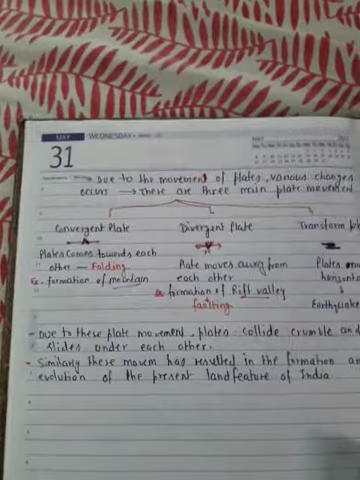 MAY WEDNESDAY
31
Due to the movement of plates, various changes
occurs → There are three main plate movement
Convergent Plate Divergent Plate Transform
Plates comes towards each Plate moves away from Plates
other — Folding each other
Ex. formation of mountain Ex. formation of Rift valley
faulting Earthquake
- Due to these plate movement, plates collide crumble and
slides under each other.
- Similarly these movem has resulted in the formation an
evolution of the present landfeature of India.